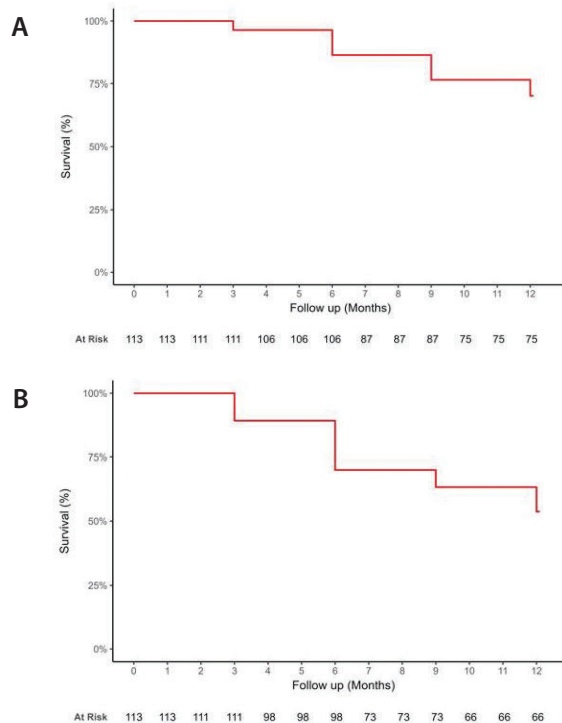 A
100%
75%
50%
25%
0%
Survival (%)
0 1 2 3 4 5 6 7 8 9 10 11 12
Follow up (Months)
At Risk 113 113 111 111 106 106 106 87 87 87 75 75 75
B
100%
75%
50%
25%
0%
Survival (%)
0 1 2 3 4 5 6 7 8 9 10 11 12
Follow up (Months)
At Risk 113 113 111 111 98 98 98 73 73 73 66 66 66